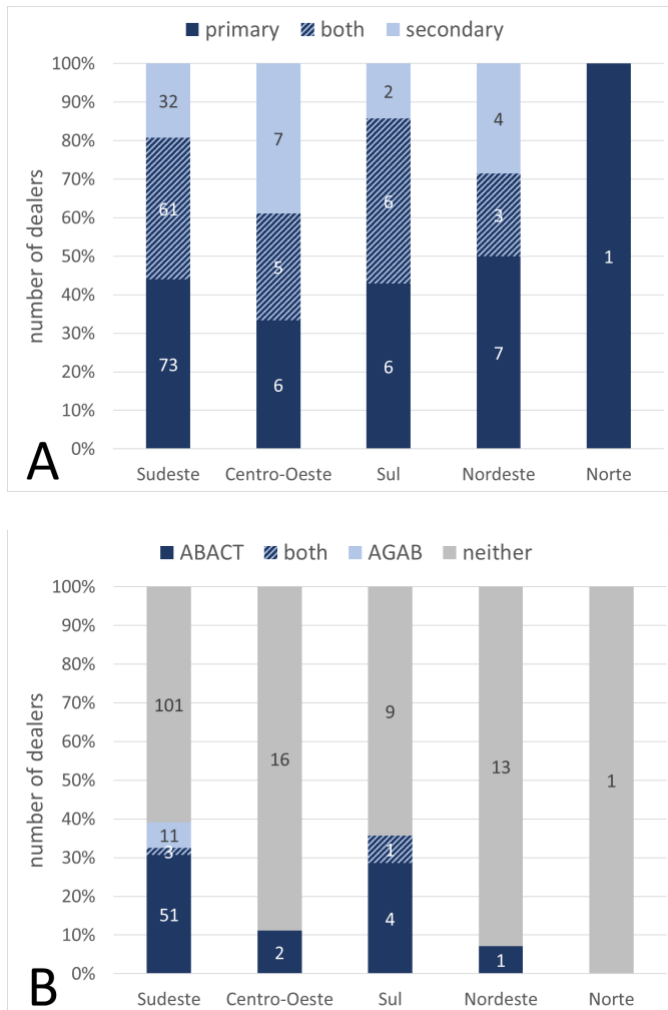 primary both secondary
100%
90%
80%
70%
60%
50%
40%
30%
20%
10%
0%
number of dealers
32 7 2 4
61 5 6 3 1
73 6 6 7
A
Sudeste Centro-Oeste Sul Nordeste Norte
ABACT both AGAB neither
100%
90%
80%
70%
60%
50%
40%
30%
20%
10%
0%
number of dealers
101 16 9 13 1
11
3 1
51 2 4 1
B
Sudeste Centro-Oeste Sul Nordeste Norte